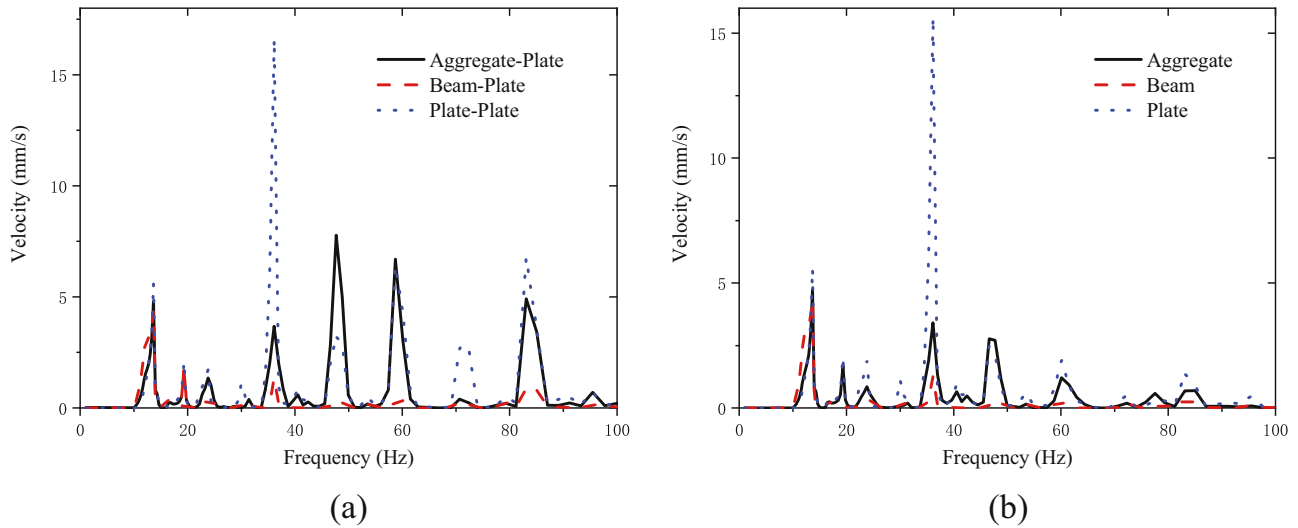 15
10
5
0
Velocity (mm/s)
Aggregate-Plate
Beam-Plate
Plate-Plate
0 20 40 60 80 100
Frequency (Hz)
(a)
15
10
5
0
Velocity (mm/s)
Aggregate
Beam
Plate
0 20 40 60 80 100
Frequency (Hz)
(b)